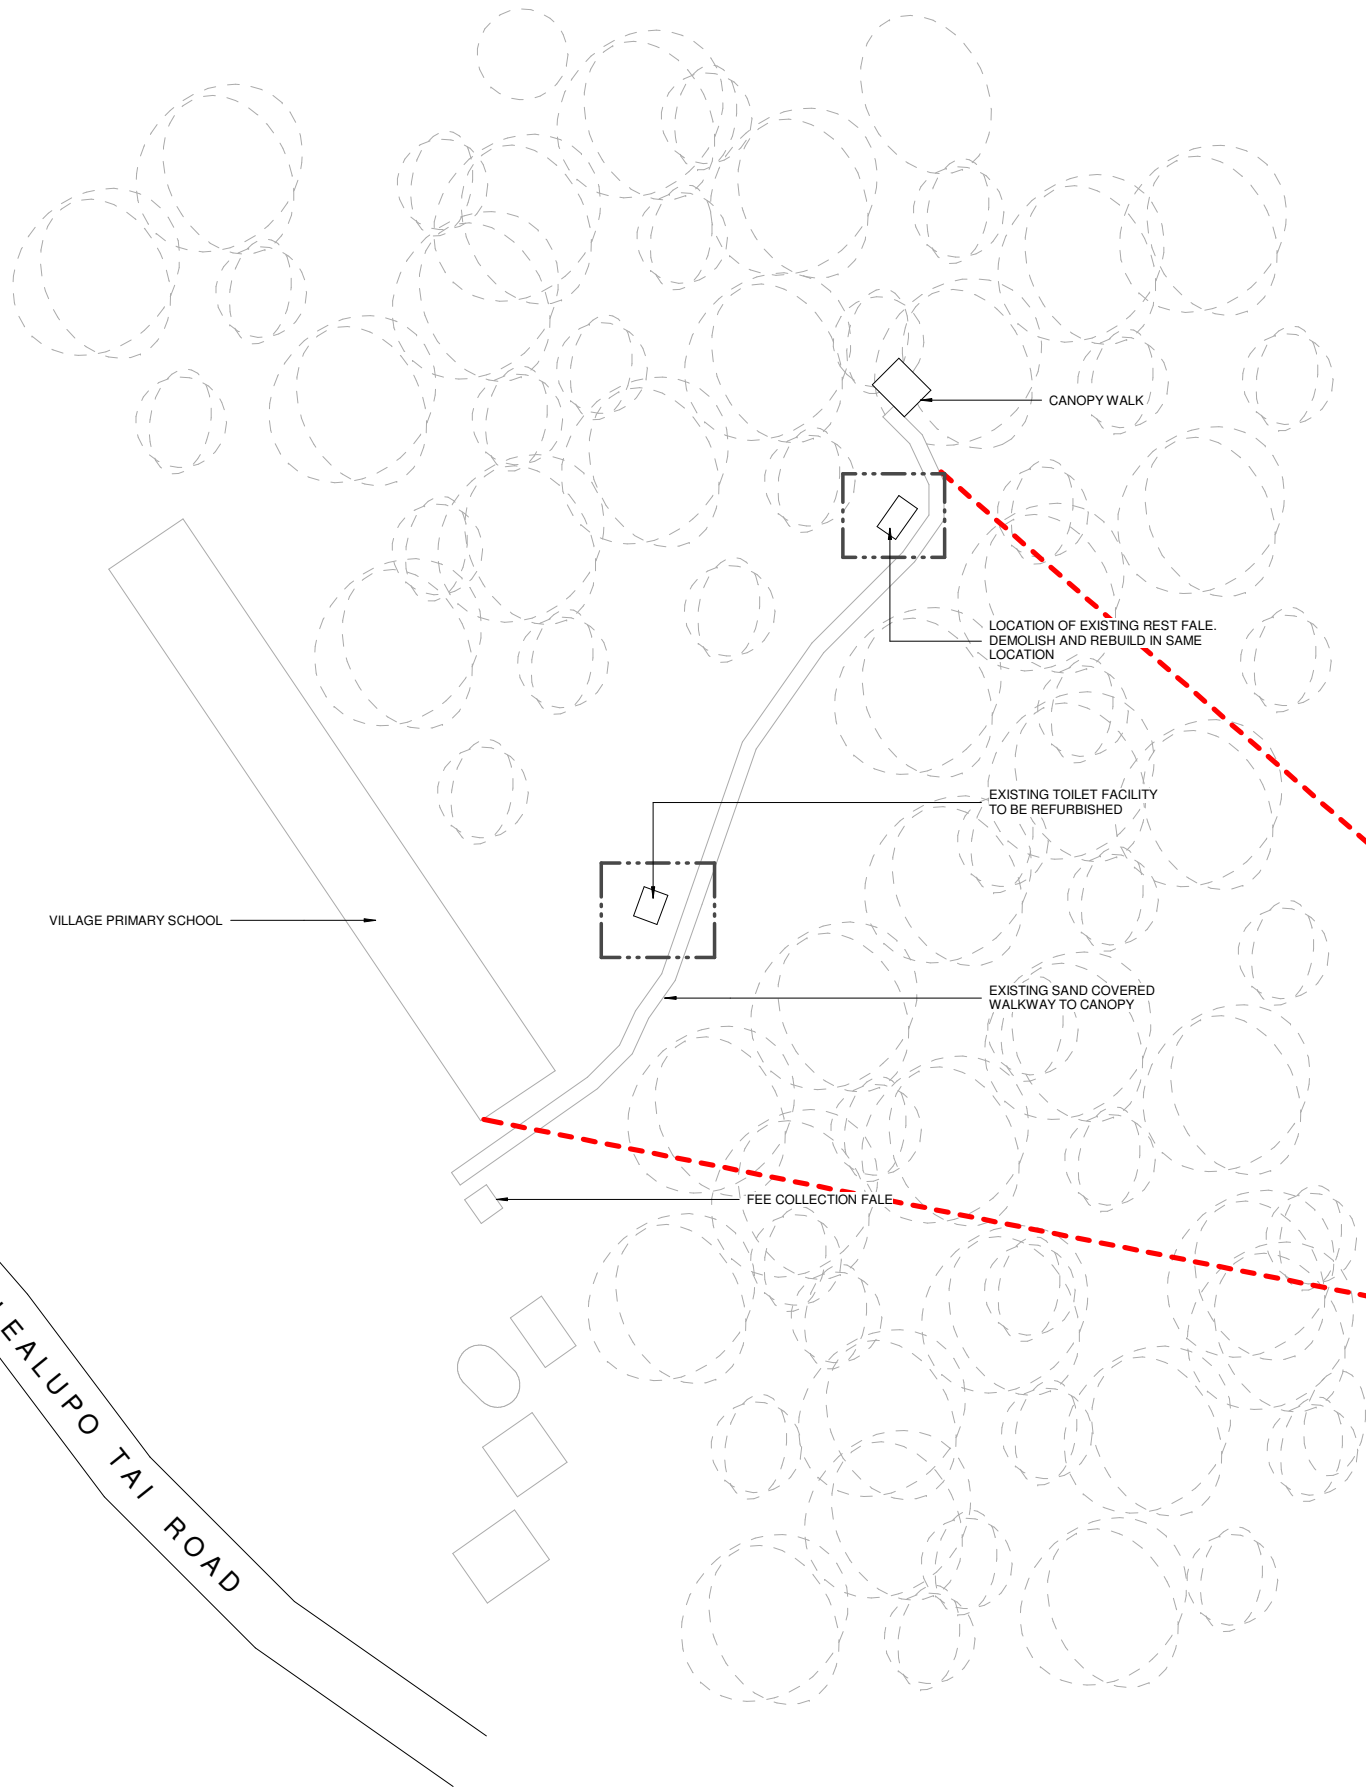 CANOPY WALK
LOCATION OF EXISTING REST FALE.
DEMOLISH AND REBUILD IN SAME
LOCATION
EXISTING TOILET FACILITY
TO BE REFURBISHED
VILLAGE PRIMARY SCHOOL
EXISTING SAND COVERED
WALKWAY TO CANOPY
FEE COLLECTION FALE
LEALUPO TAI ROAD